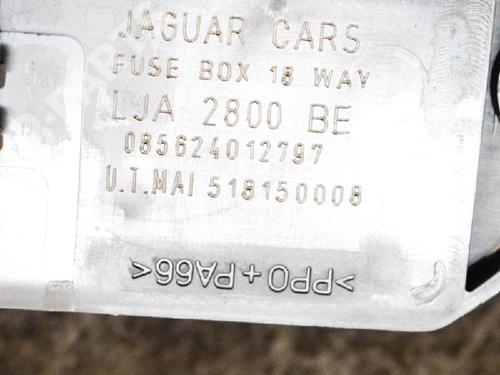 JAGUAR CARS
FUSE BOX 18 WAY
LJA 2800 BE
085624012797
U.T.MAI 518150008
>PPO+PA66<